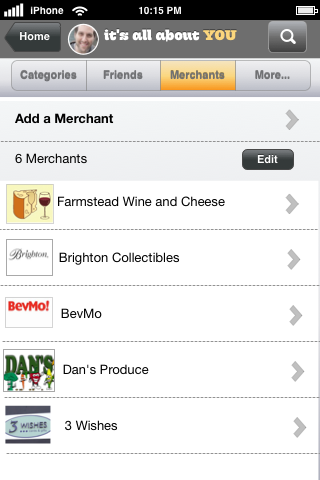 iPhone 10:15 PM
Home it's all about YOU
Categories Friends Merchants More...
Add a Merchant
6 Merchants Edit
Farmstead Wine and Cheese
Brighton. Brighton Collectibles
BevMo! BevMo
DAN'S Dan's Produce
3 WISHES 3 Wishes